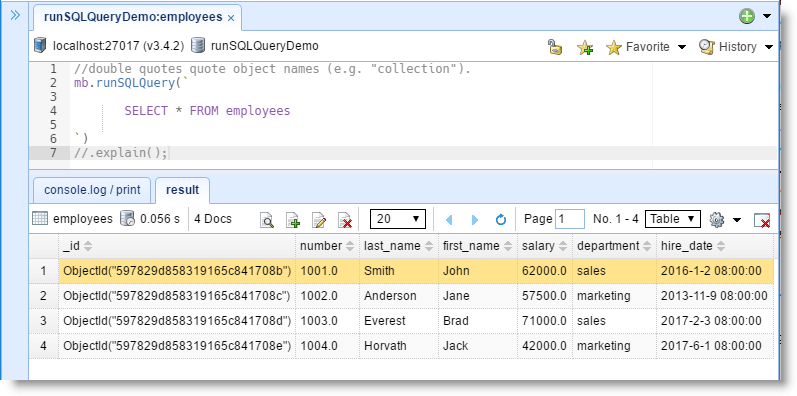 runSQLQueryDemo:employees ×
localhost:27017 (v3.4.2) runSQLQueryDemo Favorite History
1 //double quotes quote object names (e.g. "collection").
2 mb.runSQLQuery(`
3
4 SELECT * FROM employees
5
6 `)
7 //.explain();
console.log / print result
employees 0.056 s 4 Docs 20 Page 1 No. 1 - 4 Table
_id number last_name first_name salary department hire_date
1 ObjectId("597829d858319165c841708b") 1001.0 Smith John 62000.0 sales 2016-1-2 08:00:00
2 ObjectId("597829d858319165c841708c") 1002.0 Anderson Jane 57500.0 marketing 2013-11-9 08:00:00
3 ObjectId("597829d858319165c841708d") 1003.0 Everest Brad 71000.0 sales 2017-2-3 08:00:00
4 ObjectId("597829d858319165c841708e") 1004.0 Horvath Jack 42000.0 marketing 2017-6-1 08:00:00